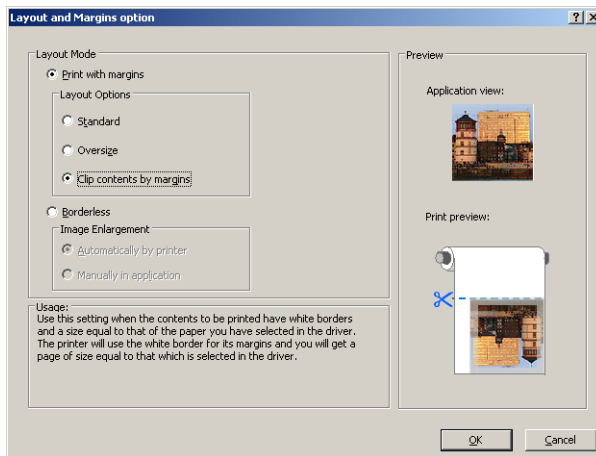 Layout and Margins option
Layout Mode
Print with margins
Layout Options
Standard
Oversize
Clip contents by margins
Borderless
Image Enlargement
Automatically by printer
Manually in application
Usage:
Use this setting when the contents to be printed have white borders
and a size equal to that of the paper you have selected in the driver.
The printer will use the white border for its margins and you will get a
page of size equal to that which is selected in the driver.
Preview
Application view:
Print preview:
OK
Cancel